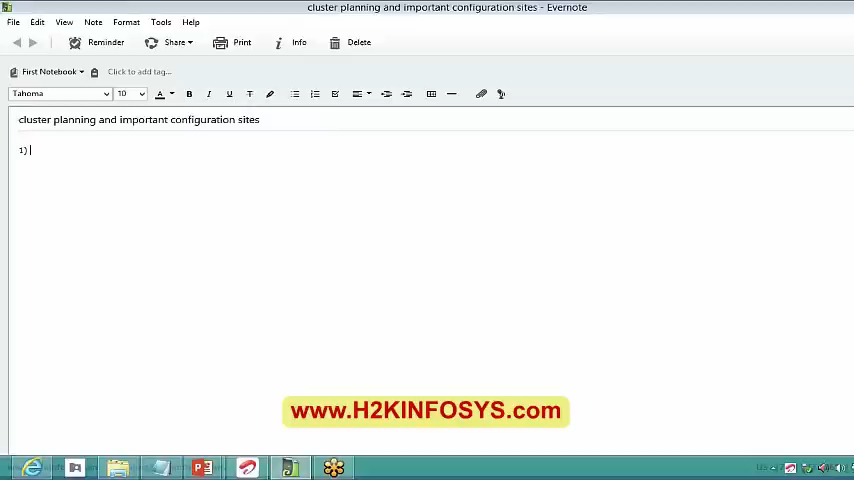 cluster planning and important configuration sites - Evernote
File Edit View Note Format Tools Help
Reminder Share Print Info Delete
First Notebook Click to add tag...
Tahoma 10 A B I U T
cluster planning and important configuration sites
1)
www.H2KINFOSYS.com